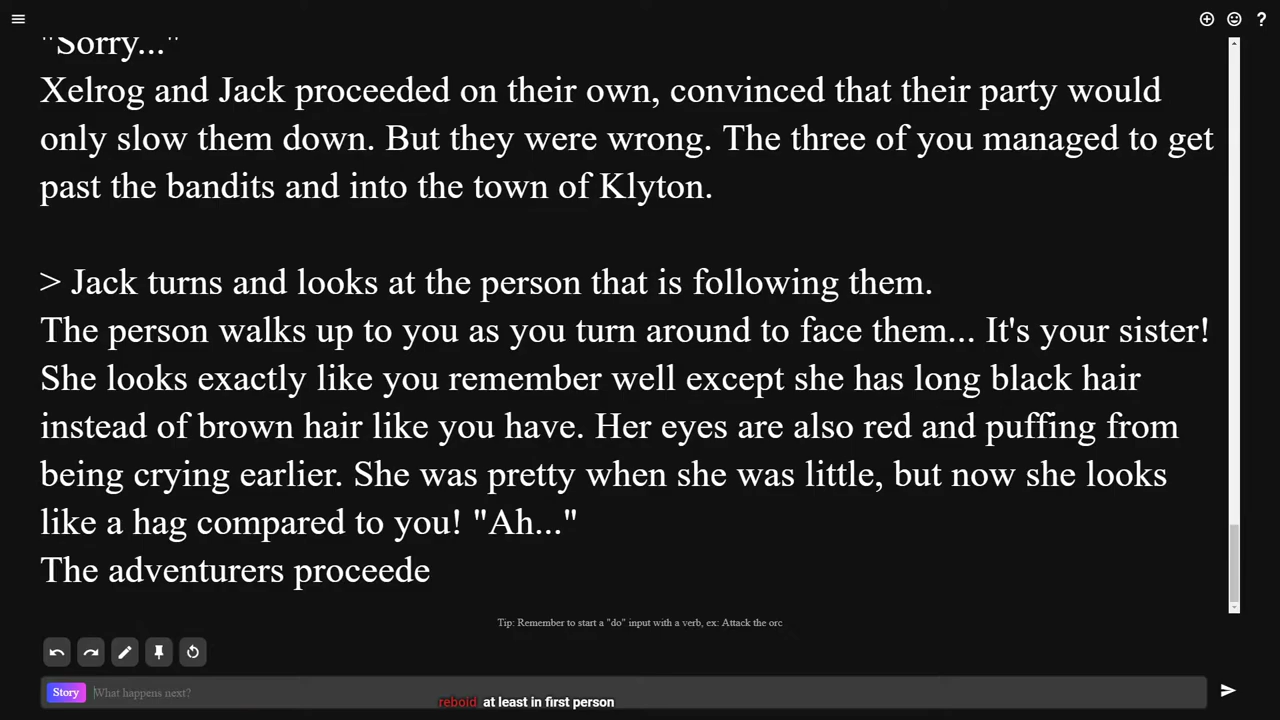 "Sorry..."
Xelrog and Jack proceeded on their own, convinced that their party would
only slow them down. But they were wrong. The three of you managed to get
past the bandits and into the town of Klyton.
> Jack turns and looks at the person that is following them.
The person walks up to you as you turn around to face them... It's your sister!
She looks exactly like you remember well except she has long black hair
instead of brown hair like you have. Her eyes are also red and puffing from
being crying earlier. She was pretty when she was little, but now she looks
like a hag compared to you! "Ah..."
The adventurers proceede
Tip: Remember to start a "do" input with a verb, ex: Attack the orc
Story What happens next?
reboid at least in first person